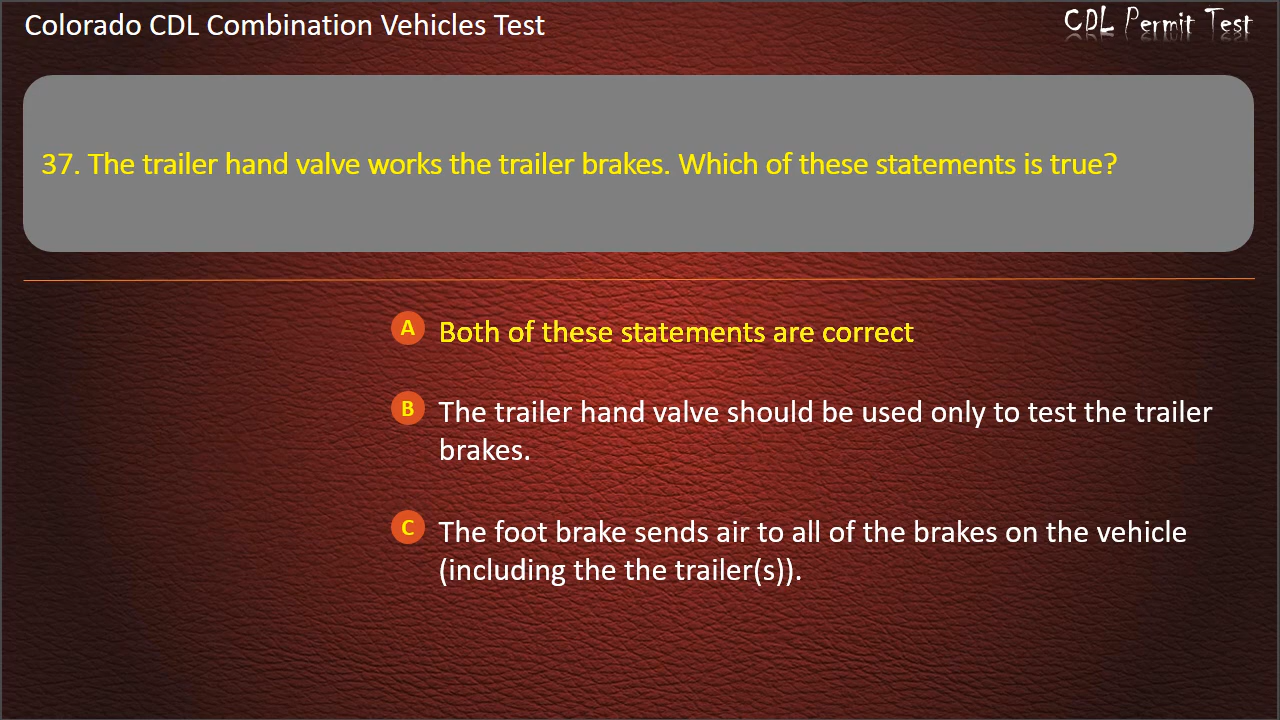 Colorado CDL Combination Vehicles Test
CDL Permit Test
37. The trailer hand valve works the trailer brakes. Which of these statements is true?
A Both of these statements are correct
B The trailer hand valve should be used only to test the trailer
brakes.
C The foot brake sends air to all of the brakes on the vehicle
(including the the trailer(s)).